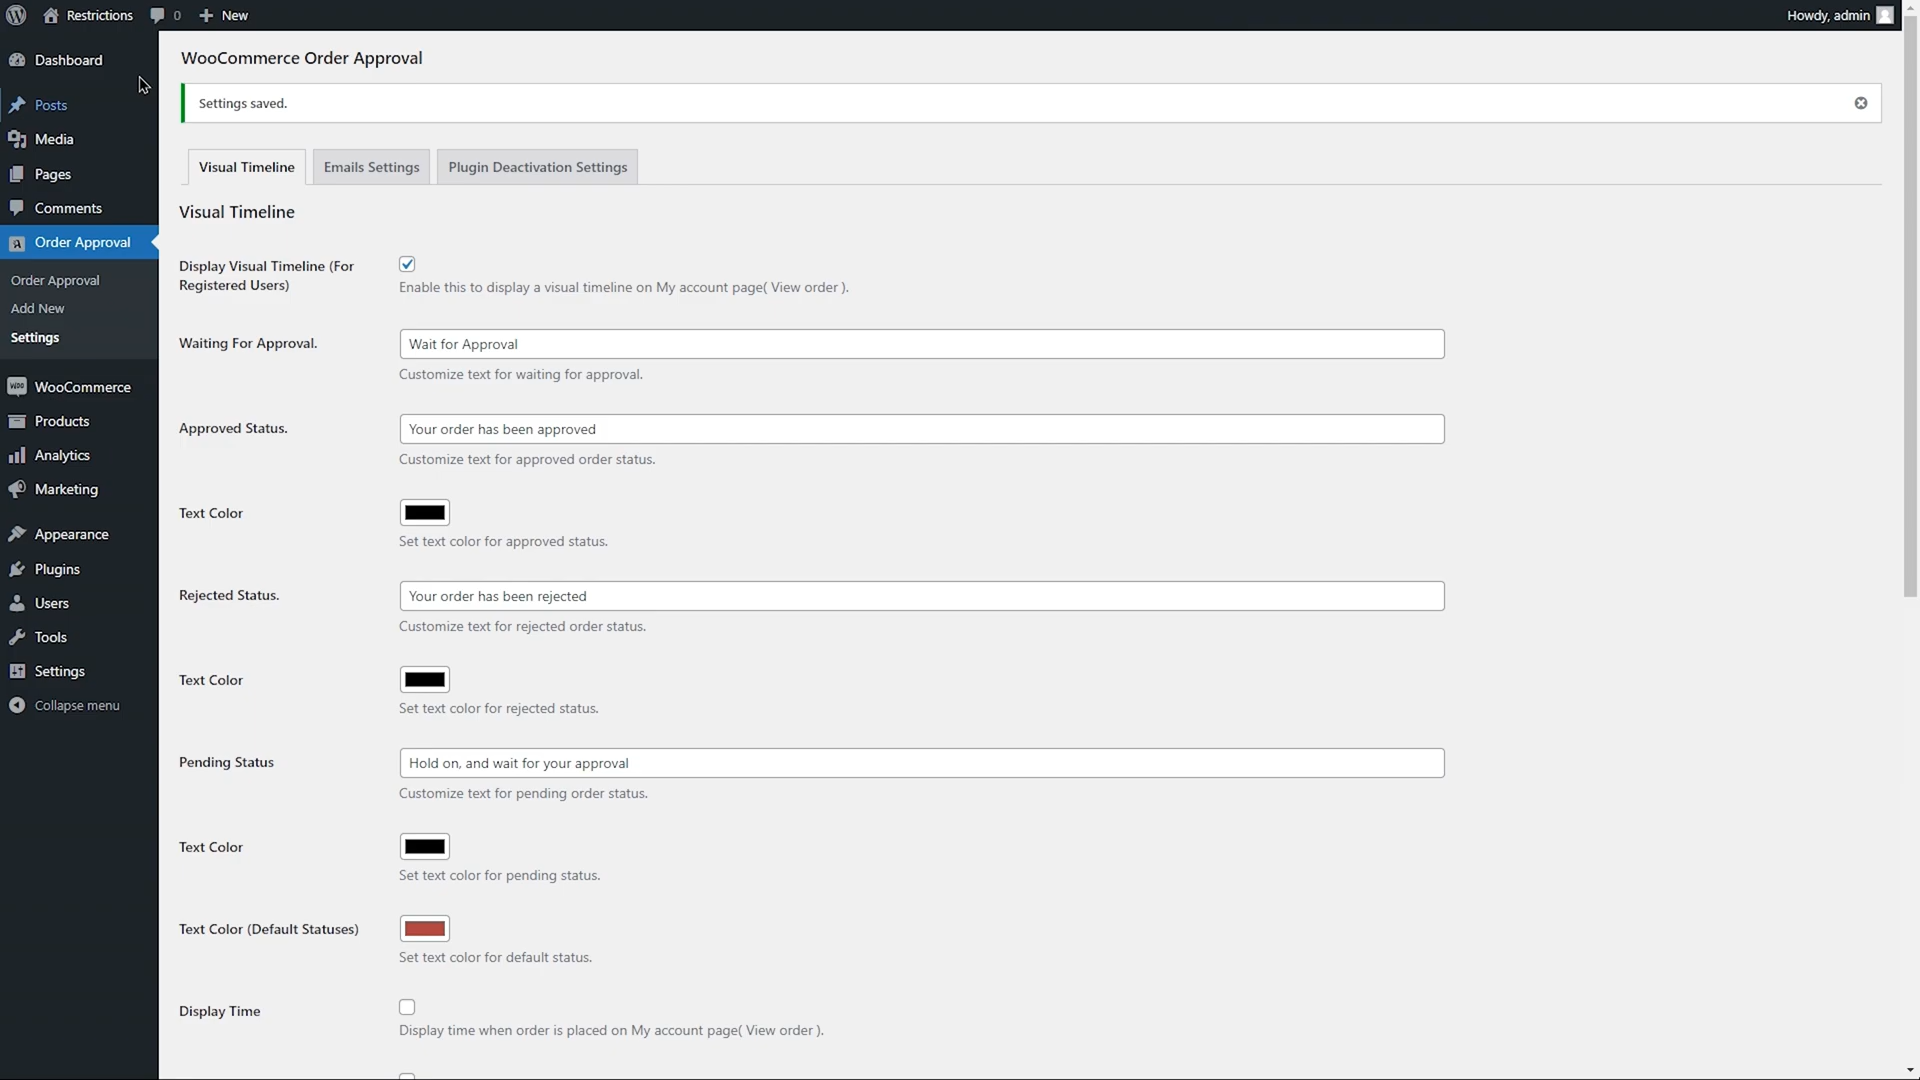 Restrictions
0
New
Howdy, admin
Dashboard
Posts
Media
Pages
Comments
Order Approval
Order Approval
Add New
Settings
WooCommerce
Products
Analytics
Marketing
Appearance
Plugins
Users
Tools
Settings
Collapse menu
WooCommerce Order Approval
Settings saved.
Visual Timeline
Emails Settings
Plugin Deactivation Settings
Visual Timeline
Display Visual Timeline (For
Registered Users)
Enable this to display a visual timeline on My account page( View order ).
Waiting For Approval.
Wait for Approval
Customize text for waiting for approval.
Approved Status.
Your order has been approved
Customize text for approved order status.
Text Color
Set text color for approved status.
Rejected Status.
Your order has been rejected
Customize text for rejected order status.
Text Color
Set text color for rejected status.
Pending Status
Hold on, and wait for your approval
Customize text for pending order status.
Text Color
Set text color for pending status.
Text Color (Default Statuses)
Set text color for default status.
Display Time
Display time when order is placed on My account page( View order ).